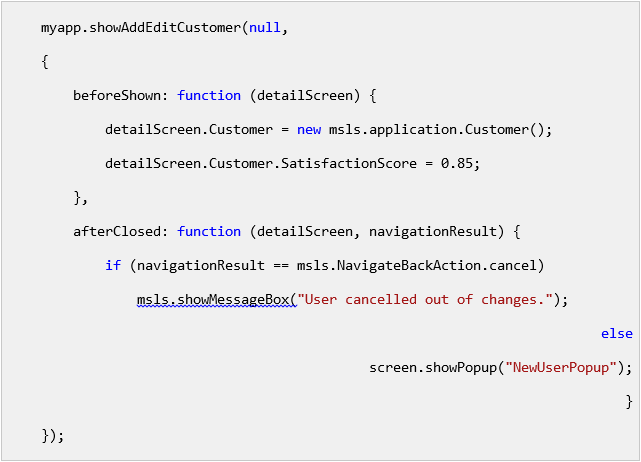 myapp.showAddEditCustomer(null,
{
beforeShown: function (detailScreen) {
detailScreen.Customer = new msls.application.Customer();
detailScreen.Customer.SatisfactionScore = 0.85;
},
afterClosed: function (detailScreen, navigationResult) {
if (navigationResult == msls.NavigateBackAction.cancel)
msls.showMessageBox("User cancelled out of changes.");
else
screen.showPopup("NewUserPopup");
}
});